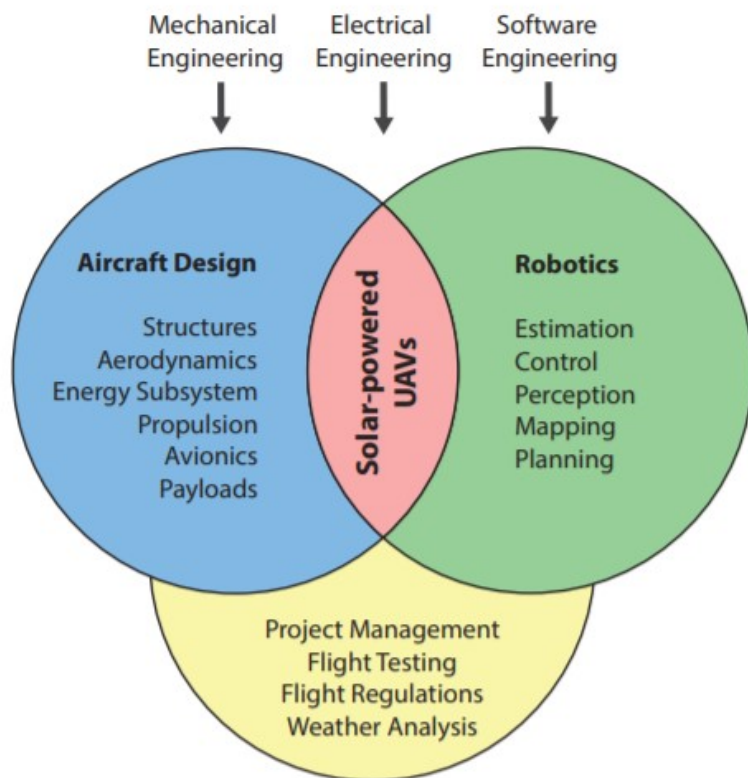 Mechanical
Engineering
Electrical
Engineering
Software
Engineering
Aircraft Design
Structures
Aerodynamics
Energy Subsystem
Propulsion
Avionics
Payloads
Solar-powered
UAVs
Robotics
Estimation
Control
Perception
Mapping
Planning
Project Management
Flight Testing
Flight Regulations
Weather Analysis